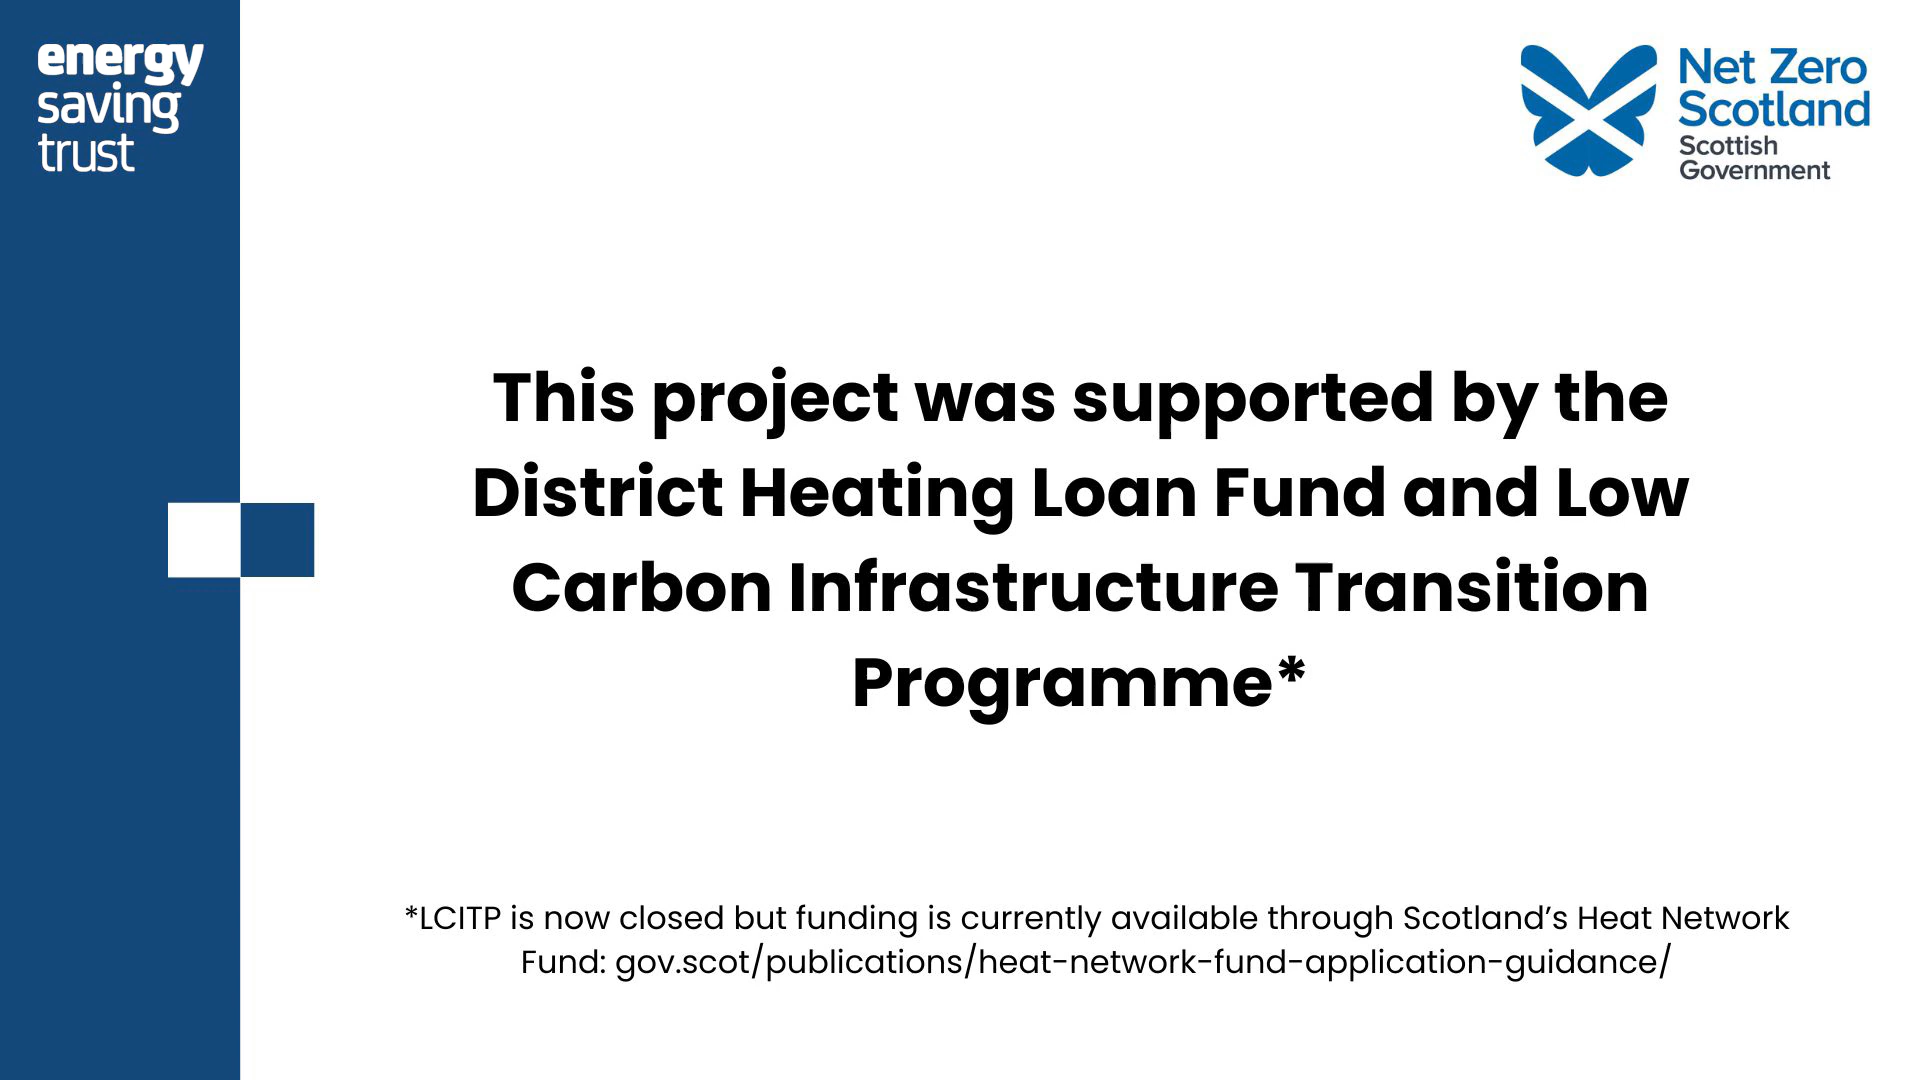 energy
saving
trust
Net Zero
Scotland
Scottish
Government
This project was supported by the
District Heating Loan Fund and Low
Carbon Infrastructure Transition
Programme*
*LCITP is now closed but funding is currently available through Scotland’s Heat Network
Fund: gov.scot/publications/heat-network-fund-application-guidance/